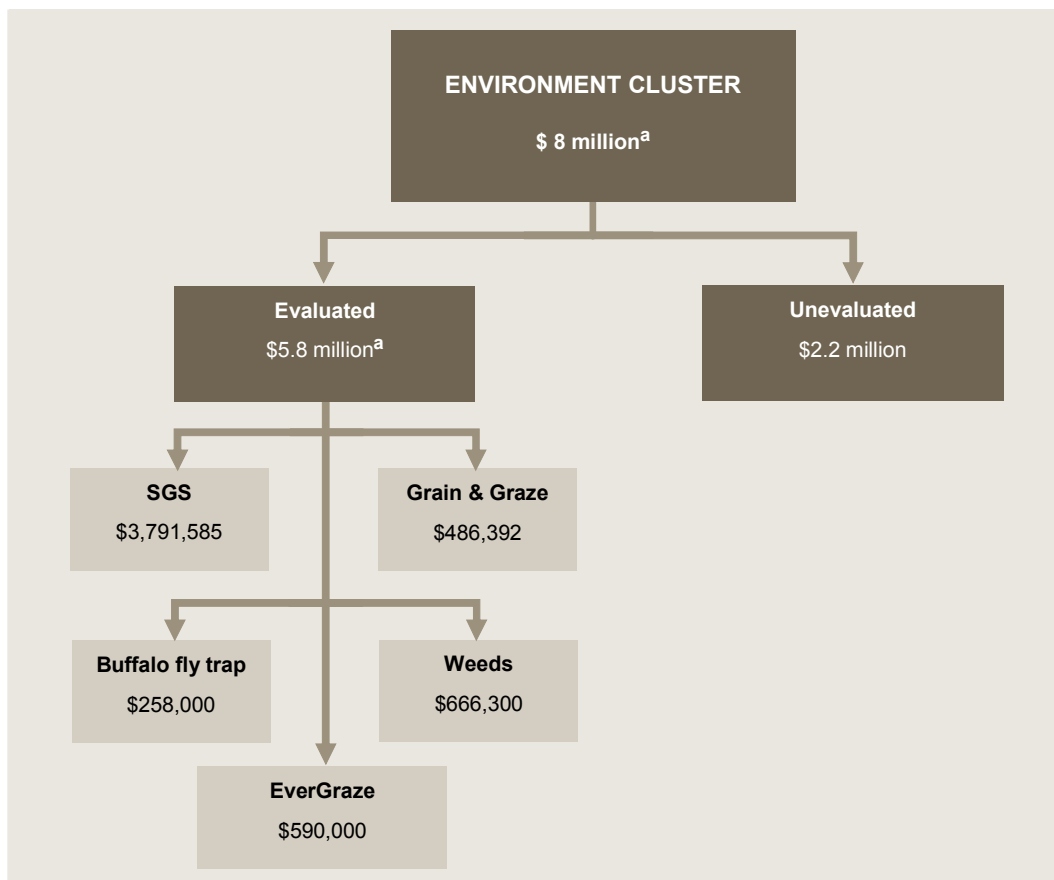 ENVIRONMENT CLUSTER
$ 8 millionᵃ
Evaluated
$5.8 millionᵃ
Unevaluated
$2.2 million
SGS
$3,791,585
Grain & Graze
$486,392
Buffalo fly trap
$258,000
Weeds
$666,300
EverGraze
$590,000